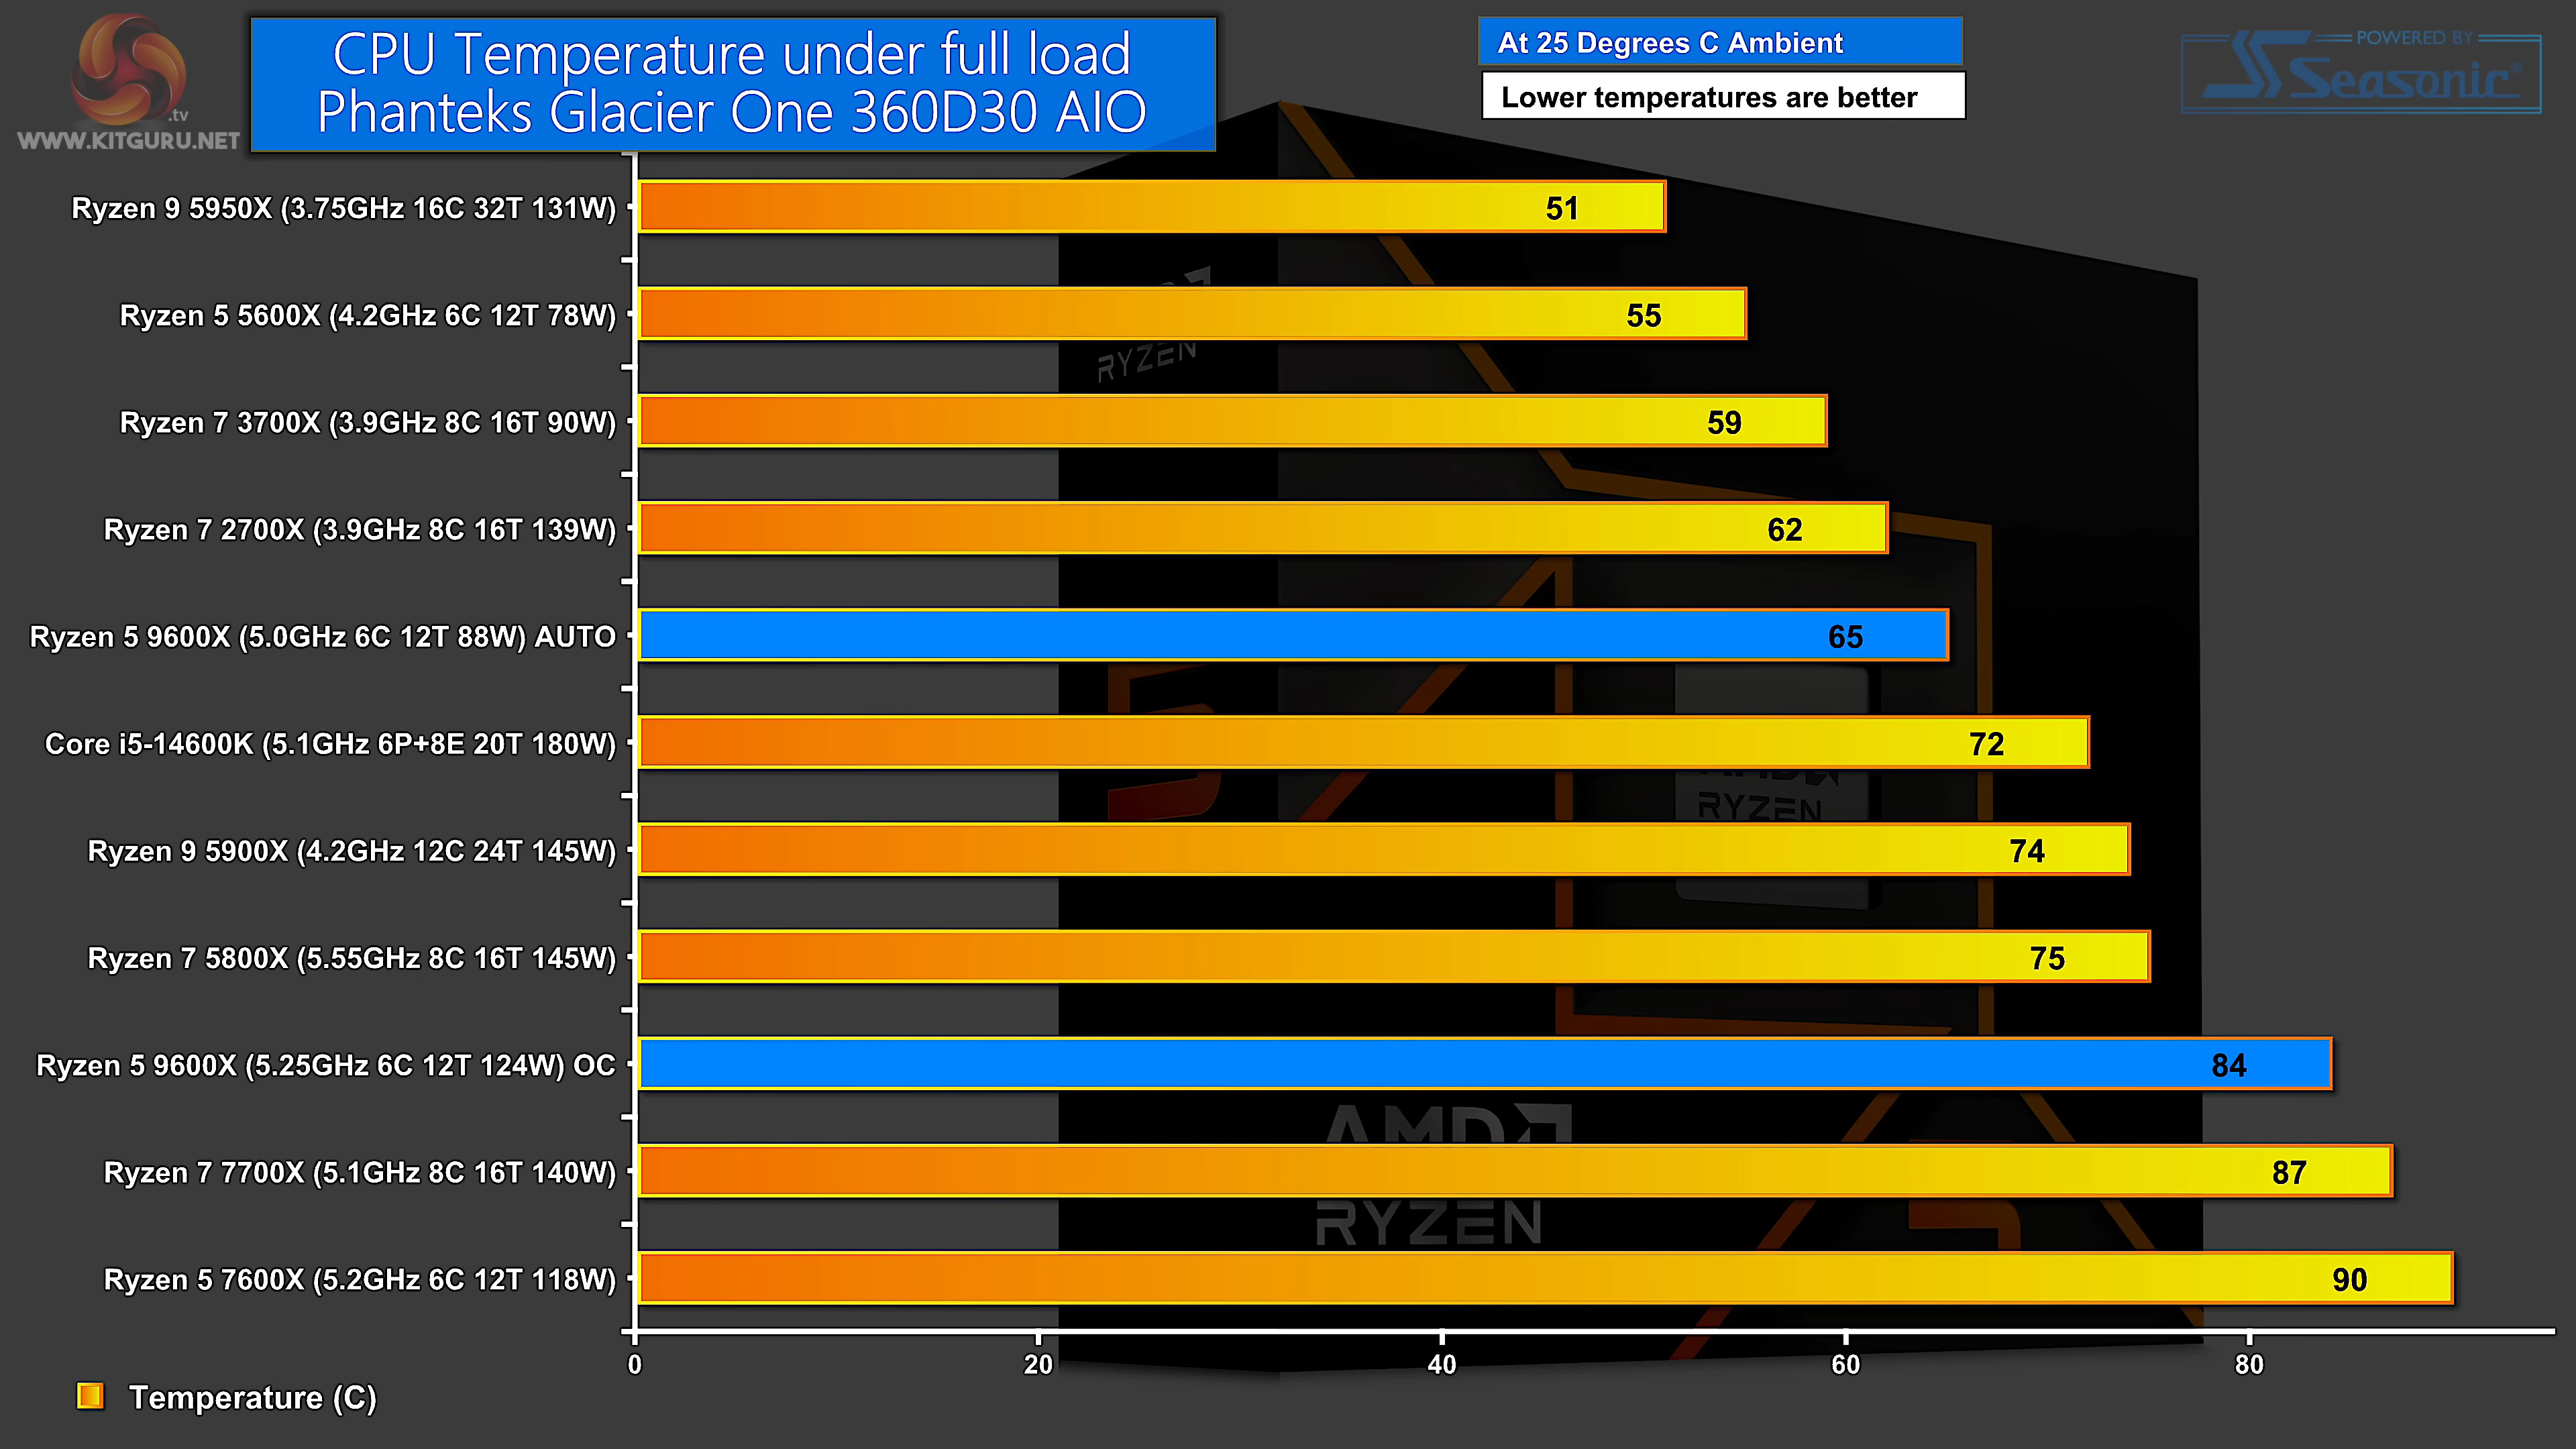 CPU Temperature under full load
Phanteks Glacier One 360D30 AIO
At 25 Degrees C Ambient
Lower temperatures are better
.tv
WWW.KITGURU.NET
POWERED BY
Seasonic®
Ryzen 9 5950X (3.75GHz 16C 32T 131W) 51
Ryzen 5 5600X (4.2GHz 6C 12T 78W) 55
RYZEN
Ryzen 7 3700X (3.9GHz 8C 16T 90W) 59
Ryzen 7 2700X (3.9GHz 8C 16T 139W) 62
Ryzen 5 9600X (5.0GHz 6C 12T 88W) AUTO 65
Core i5-14600K (5.1GHz 6P+8E 20T 180W) 72
5
AMD
RYZEN
Ryzen 9 5900X (4.2GHz 12C 24T 145W) 74
Ryzen 7 5800X (5.55GHz 8C 16T 145W) 75
Ryzen 5 9600X (5.25GHz 6C 12T 124W) OC 84
AMD
Ryzen 7 7700X (5.1GHz 8C 16T 140W) 87
RYZEN
Ryzen 5 7600X (5.2GHz 6C 12T 118W) 90
0 20 40 60 80
Temperature (C)